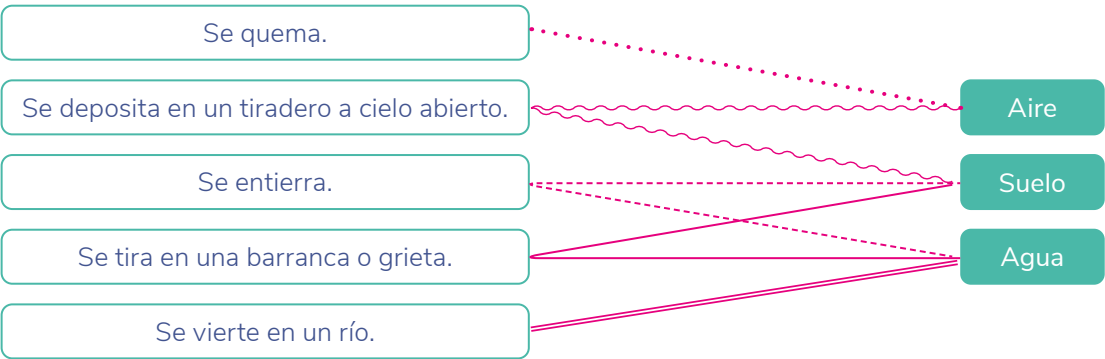 Se quema.
Se deposita en un tiradero a cielo abierto.
Se entierra.
Se tira en una barranca o grieta.
Se vierte en un río.
Aire
Suelo
Agua